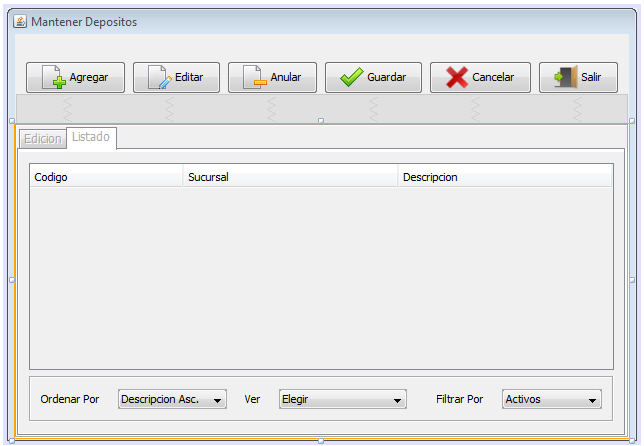 Mantener Depositos
Agregar Editar Anular Guardar Cancelar Salir
Edicion Listado
Codigo Sucursal Descripcion
Ordenar Por Descripcion Asc. Ver Elegir Filtrar Por Activos